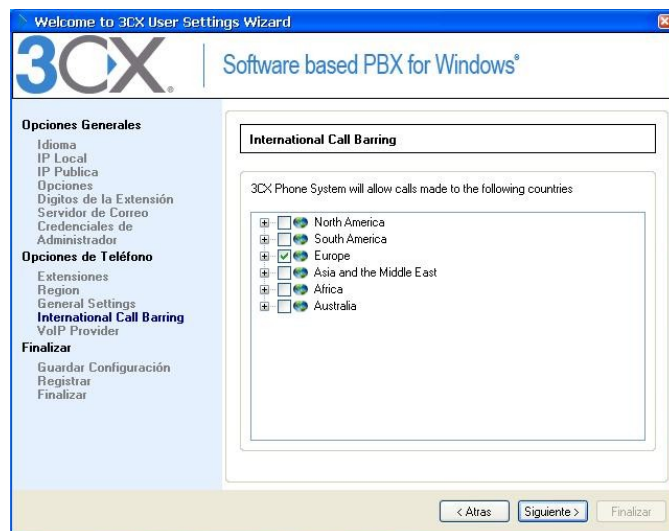 Welcome to 3CX User Settings Wizard
3CX®
Software based PBX for Windows®
Opciones Generales
Idioma
IP Local
IP Publica
Opciones
Digitos de la Extensión
Servidor de Correo
Credenciales de
Administrador
Opciones de Teléfono
Extensiones
Region
General Settings
International Call Barring
VoIP Provider
Finalizar
Guardar Configuración
Registrar
Finalizar
International Call Barring
3CX Phone System will allow calls made to the following countries
North America
South America
Europe
Asia and the Middle East
Africa
Australia
< Atras
Siguiente >
Finalizar